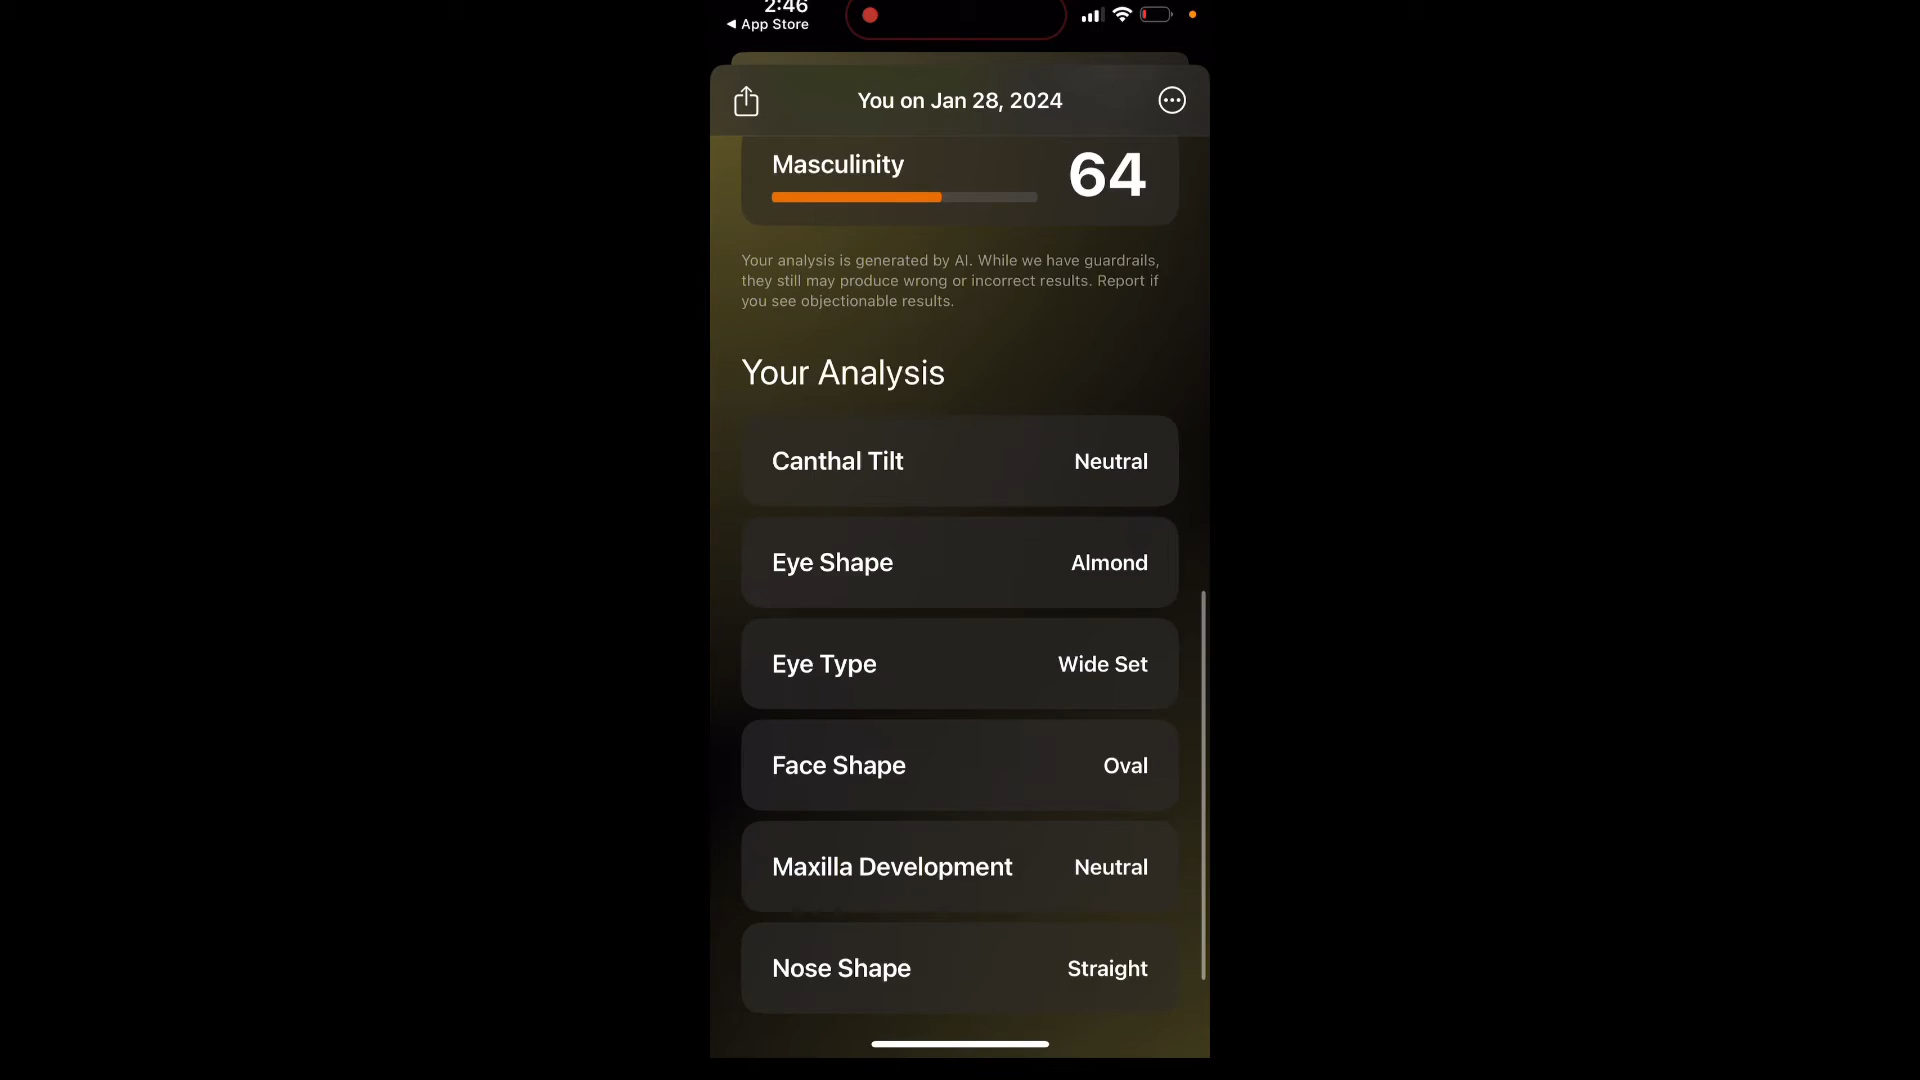 2:46
◀ App Store
You on Jan 28, 2024
Masculinity
64
Your analysis is generated by AI. While we have guardrails,
they still may produce wrong or incorrect results. Report if
you see objectionable results.
Your Analysis
Canthal Tilt Neutral
Eye Shape Almond
Eye Type Wide Set
Face Shape Oval
Maxilla Development Neutral
Nose Shape Straight